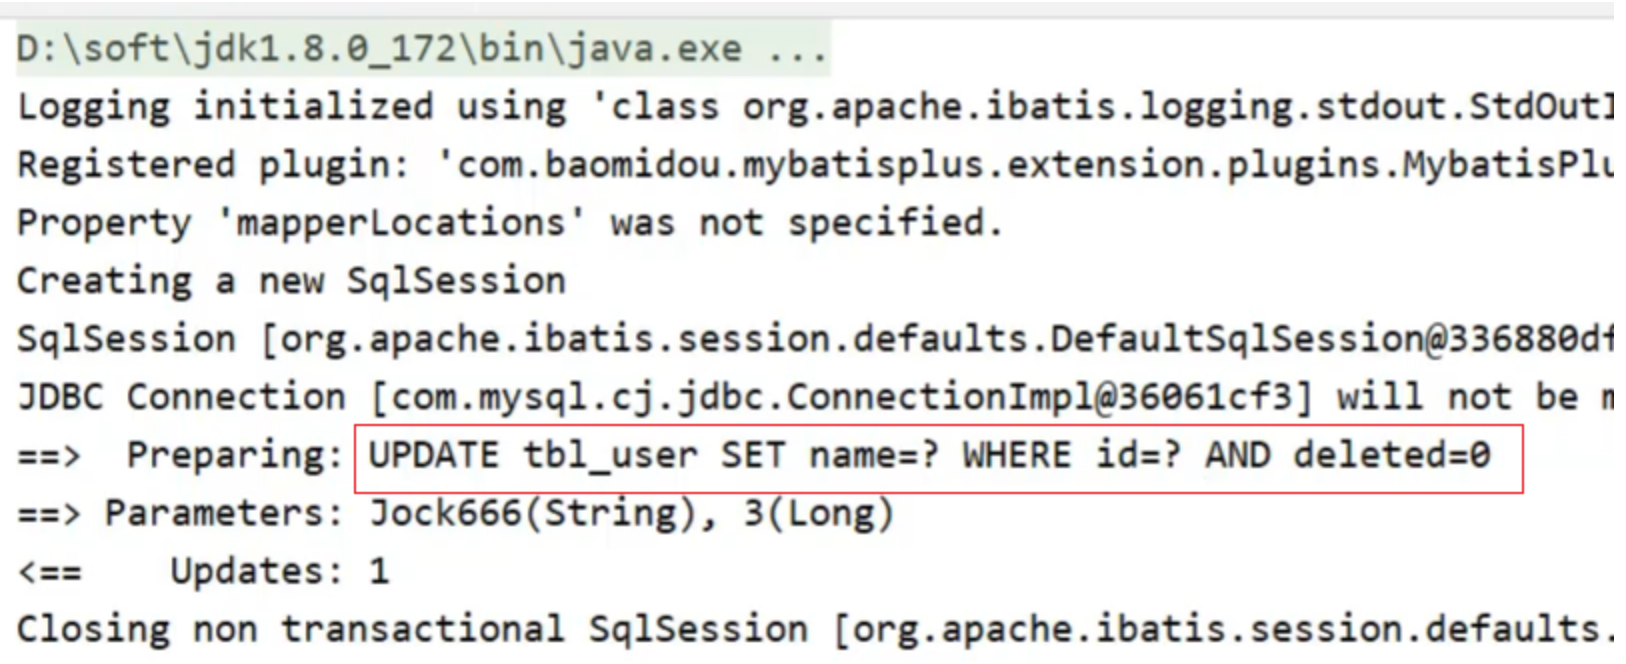 D:\soft\jdk1.8.0_172\bin\java.exe ...
Logging initialized using 'class org.apache.ibatis.logging.stdout.StdOutI
Registered plugin: 'com.baomidou.mybatisplus.extension.plugins.MybatisPlu
Property 'mapperLocations' was not specified.
Creating a new SqlSession
SqlSession [org.apache.ibatis.session.defaults.DefaultSqlSession@336880df
JDBC Connection [com.mysql.cj.jdbc.ConnectionImpl@36061cf3] will not be m
==>  Preparing: UPDATE tbl_user SET name=? WHERE id=? AND deleted=0
==> Parameters: Jock666(String), 3(Long)
<==    Updates: 1
Closing non transactional SqlSession [org.apache.ibatis.session.defaults.